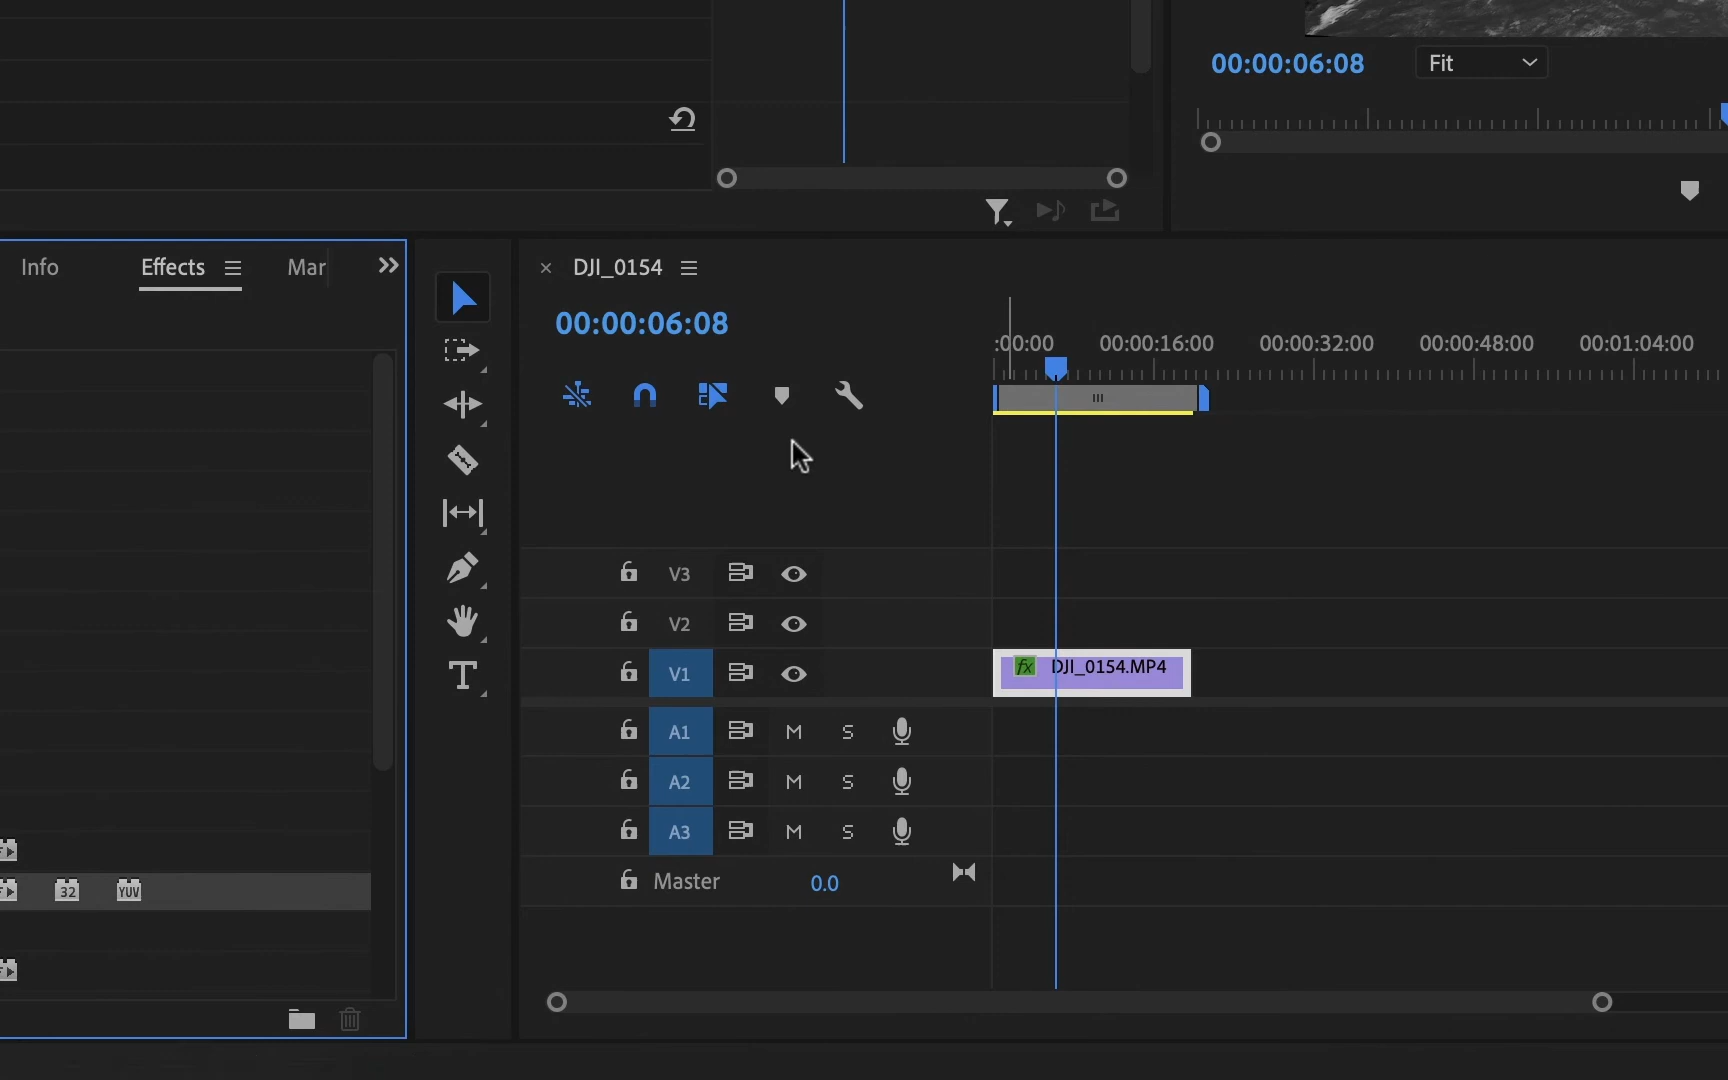 00:00:06:08
Fit
Info
Effects
Mar
DJI_0154
00:00:06:08
:00:00
00:00:16:00
00:00:32:00
00:00:48:00
00:01:04:00
V3
V2
V1
fx
DJI_0154.MP4
A1
M
S
A2
M
S
A3
M
S
Master
0.0
32
YUV
T